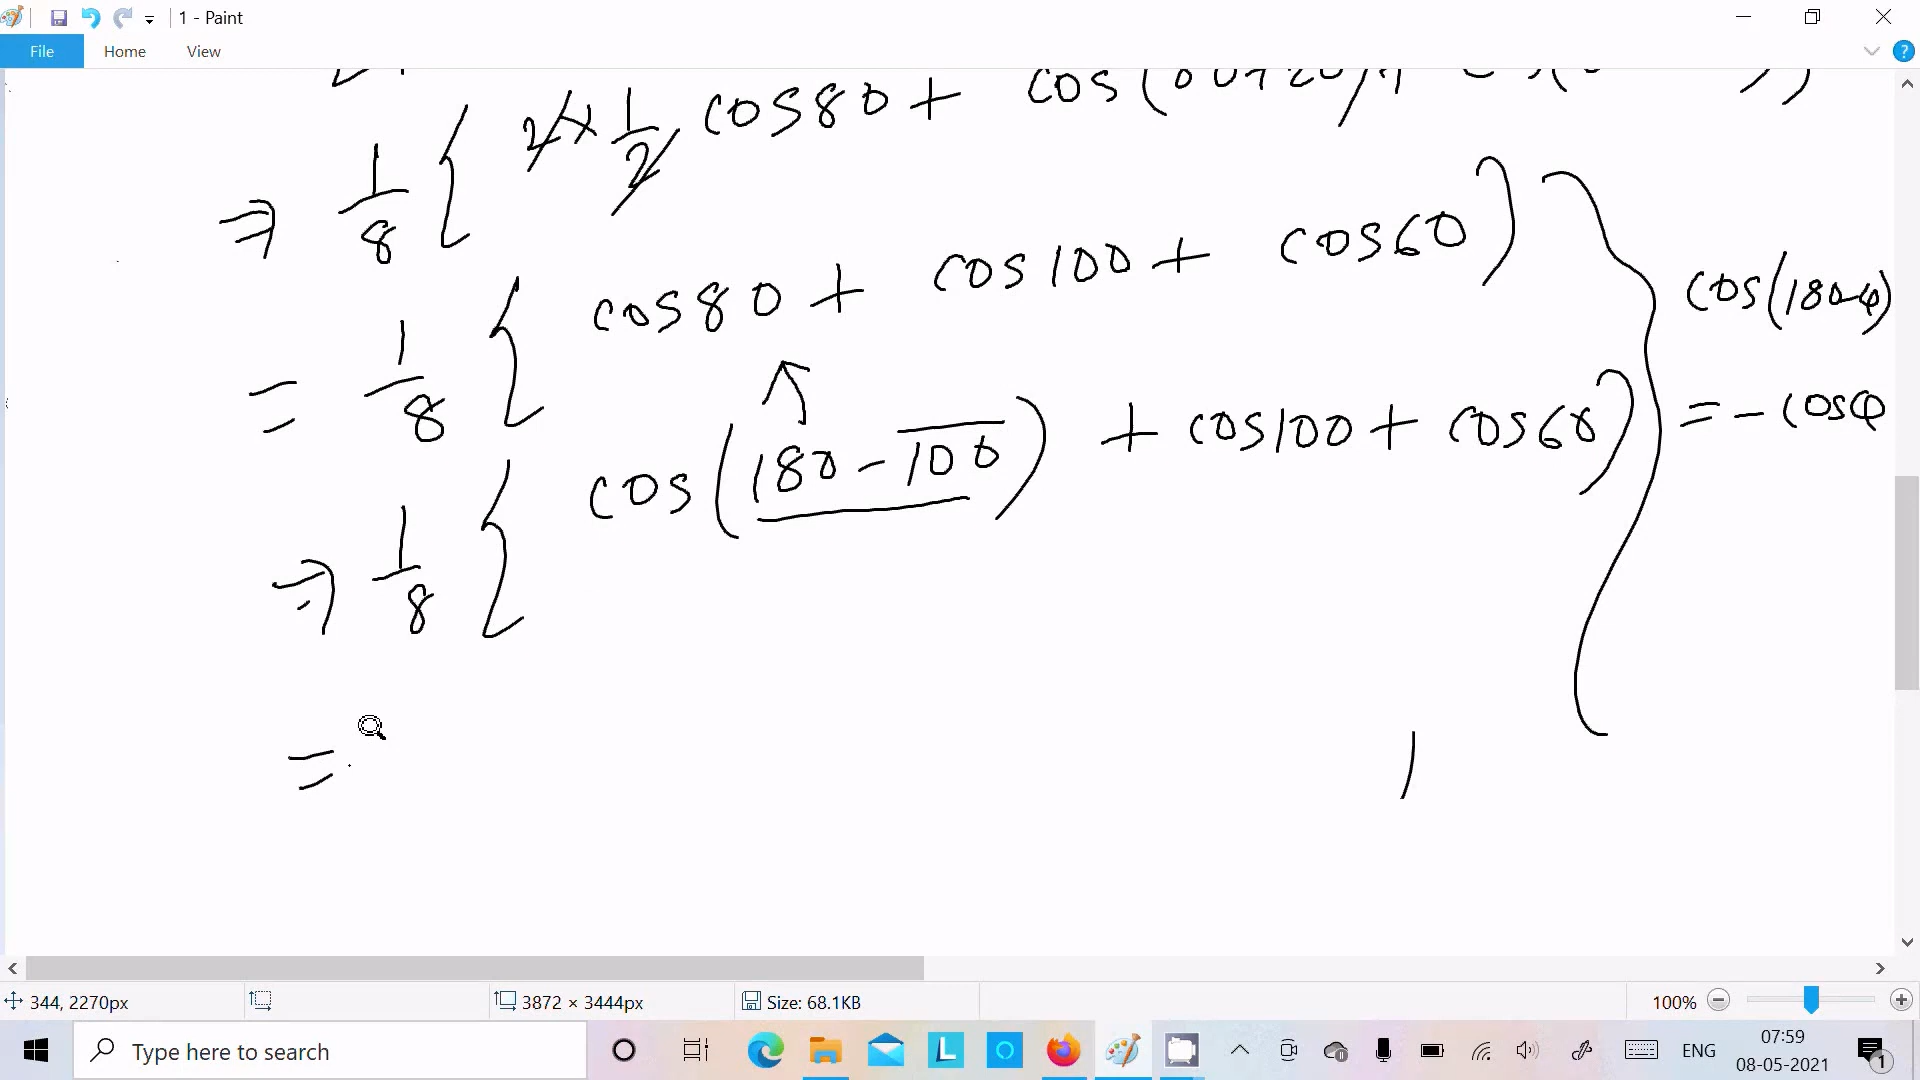 1 - Paint
File Home View
⇒ 1/8 { 2 × 1/2 cos80 + cos(
= 1/8 { cos80 + cos100 + cos60 }
cos(180-φ)
⇒ 1/8 { cos(180 - 100) + cos100 + cos60 }
= - cosφ
=
344, 2270px 3872 × 3444px Size: 68.1KB 100%
Type here to search ENG 07:59
08-05-2021 1